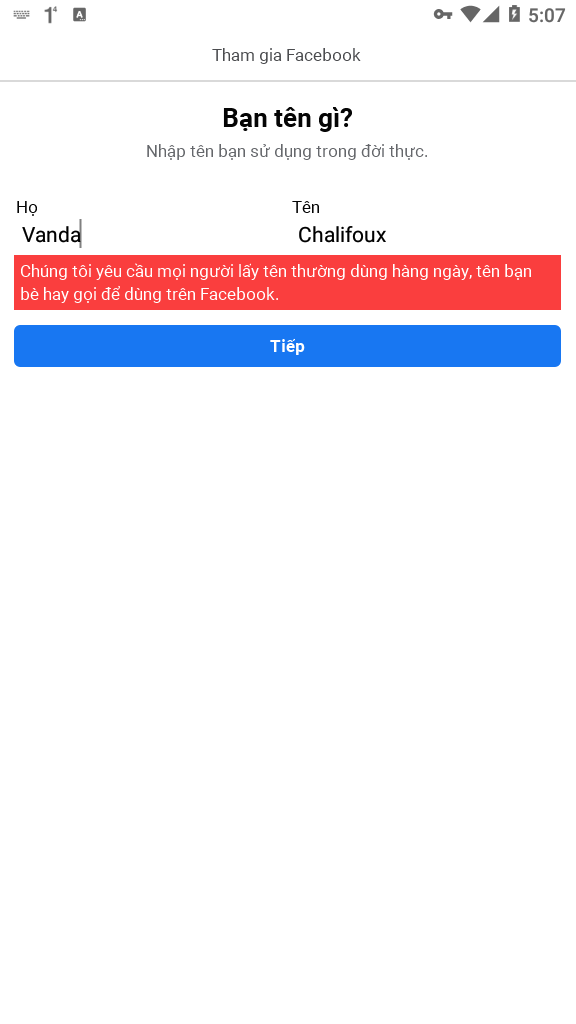 5:07
Tham gia Facebook
Bạn tên gì?
Nhập tên bạn sử dụng trong đời thực.
Họ Tên
Vanda Chalifoux
Chúng tôi yêu cầu mọi người lấy tên thường dùng hàng ngày, tên bạn
bè hay gọi để dùng trên Facebook.
Tiếp